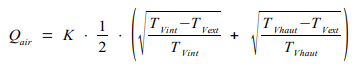 Q_air = K · 1/2 · ( √((T_Vint − T_Vext) / T_Vint) + √((T_Vhaut − T_Vext) / T_Vhaut) )